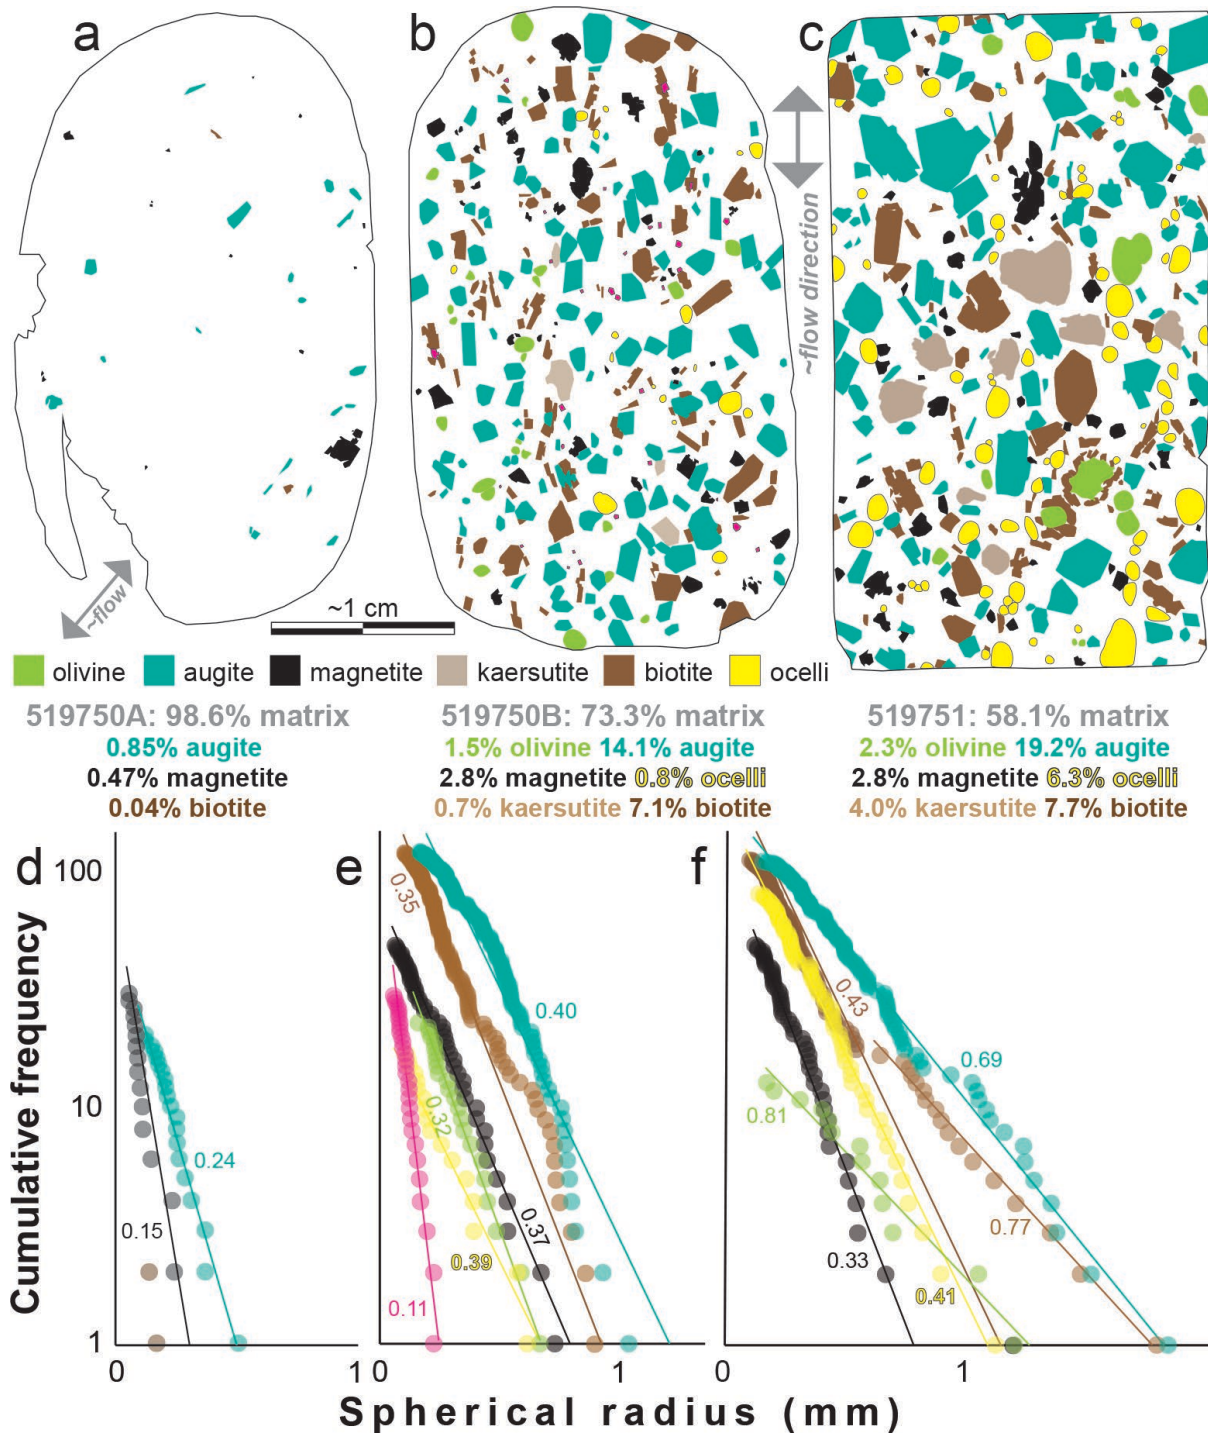 a
b
c
~flow direction
~flow
~1 cm
olivine augite magnetite kaersutite biotite ocelli
519750A: 98.6% matrix
0.85% augite
0.47% magnetite
0.04% biotite
519750B: 73.3% matrix
1.5% olivine 14.1% augite
2.8% magnetite 0.8% ocelli
0.7% kaersutite 7.1% biotite
519751: 58.1% matrix
2.3% olivine 19.2% augite
2.8% magnetite 6.3% ocelli
4.0% kaersutite 7.7% biotite
Cumulative frequency
100
10
1
d
0.24
0.15
0
1
e
0.35
0.40
0.32
0.37
0.39
0.11
0
1
f
0.43
0.69
0.81
0.77
0.33
0.41
0
1
Spherical radius (mm)